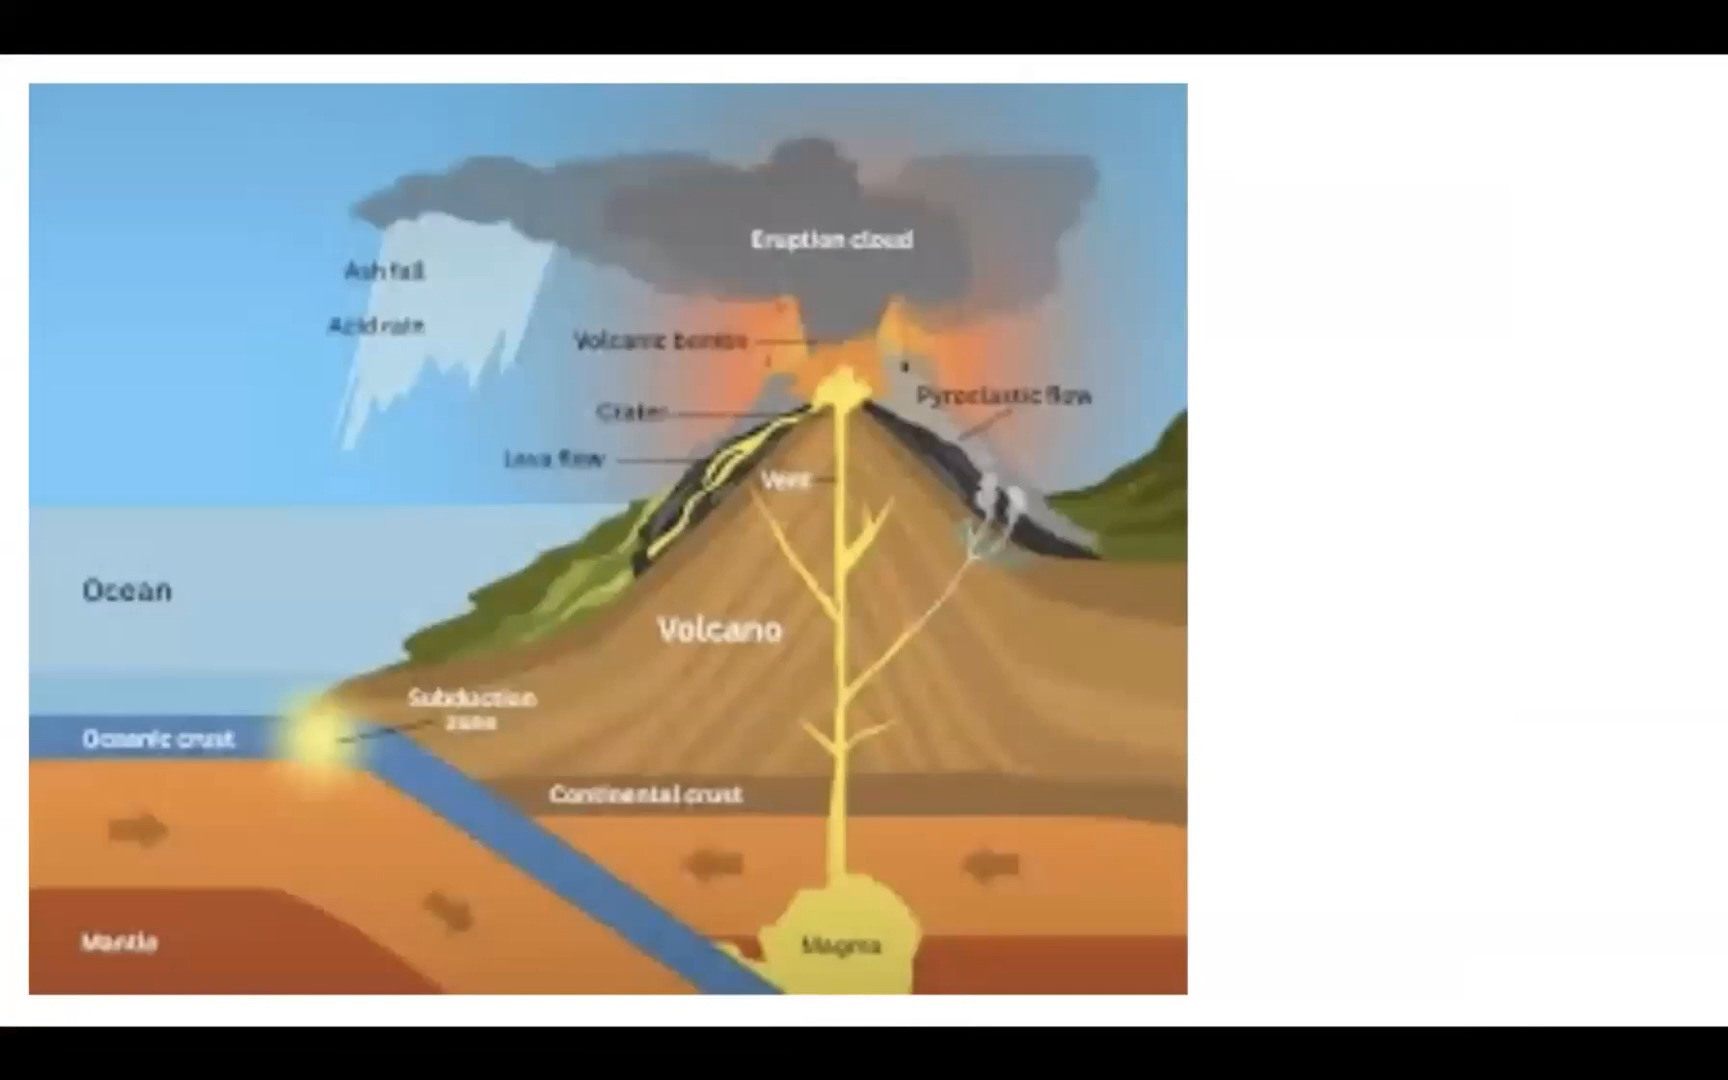 Eruption cloud
Ash fall
Acid rain
Volcanic bombs
Pyroclastic flow
Crater
Lava flow
Vent
Ocean
Volcano
Subduction
zone
Oceanic crust
Continental crust
Mantle
Magma